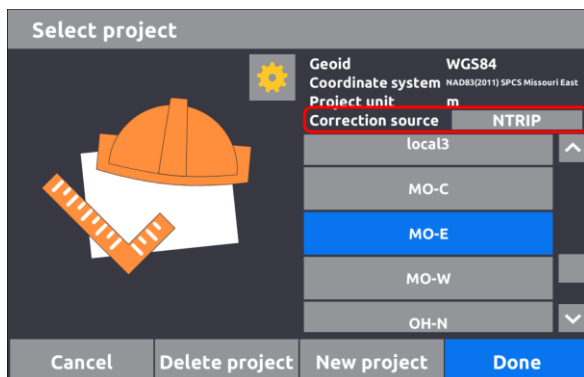 Select project
Geoid WGS84
Coordinate system NAD83(2011) SPCS Missouri East
Project unit m
Correction source NTRIP
local3
MO-C
MO-E
MO-W
OH-N
Cancel Delete project New project Done